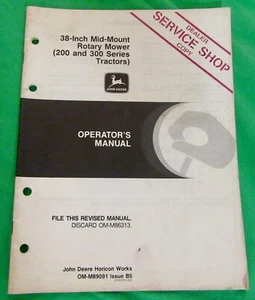 38-Inch Mid-Mount
Rotary Mower
(200 and 300 Series
Tractors)
DEALER
SERVICE SHOP
COPY
JOHN DEERE
OPERATOR'S
MANUAL
FILE THIS REVISED MANUAL.
DISCARD OM-M86313.
John Deere Horicon Works
OM-M89091 Issue B5